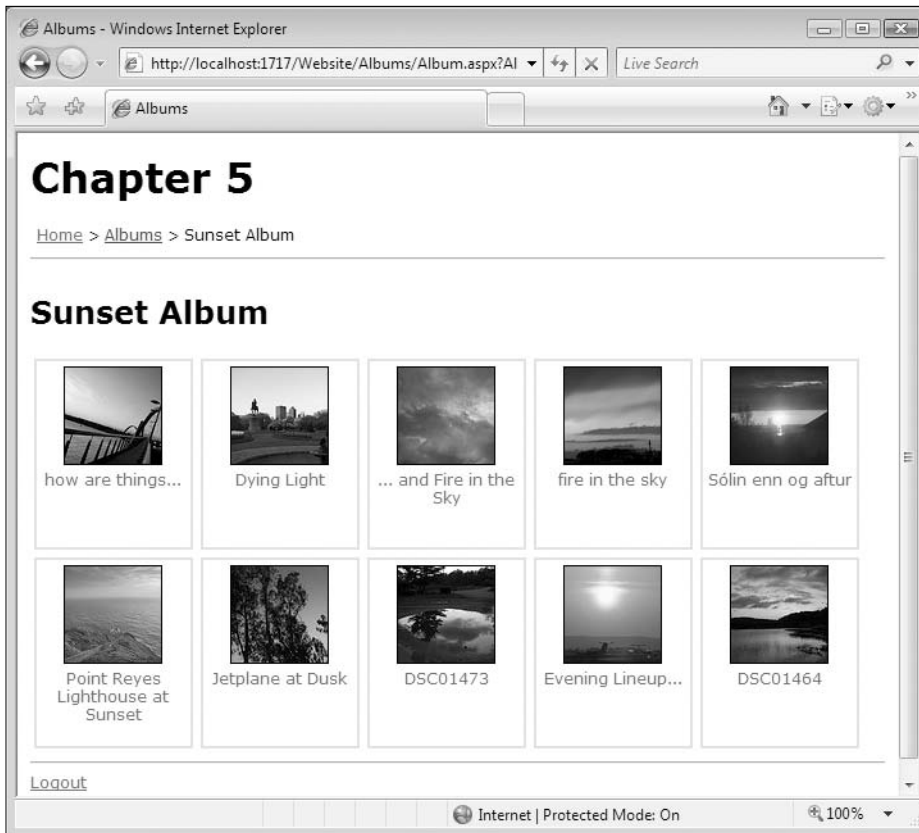 Albums - Windows Internet Explorer
http://localhost:1717/Website/Albums/Album.aspx?Al
Live Search
Albums
Chapter 5
Home > Albums > Sunset Album
Sunset Album
how are things...
Dying Light
... and Fire in the
Sky
fire in the sky
Sólin enn og aftur
Point Reyes
Lighthouse at
Sunset
Jetplane at Dusk
DSC01473
Evening Lineup...
DSC01464
Logout
Internet | Protected Mode: On
100%